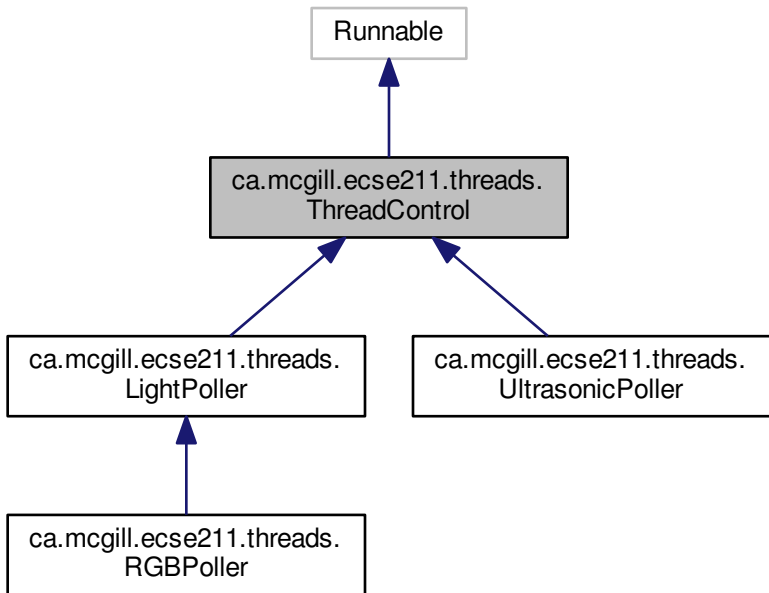 Runnable
ca.mcgill.ecse211.threads.
ThreadControl
ca.mcgill.ecse211.threads.
LightPoller
ca.mcgill.ecse211.threads.
UltrasonicPoller
ca.mcgill.ecse211.threads.
RGBPoller